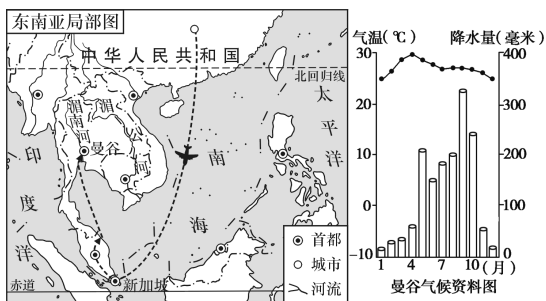 东南亚局部图
中华人民共和国
北回归线
太平洋
湄南河
湄公河
曼谷
印度洋
南海
新加坡
赤道
首都
城市
河流
气温(℃) 降水量(毫米)
30 400
20 300
10 200
0 100
-10 0
1 4 7 10 (月)
曼谷气候资料图